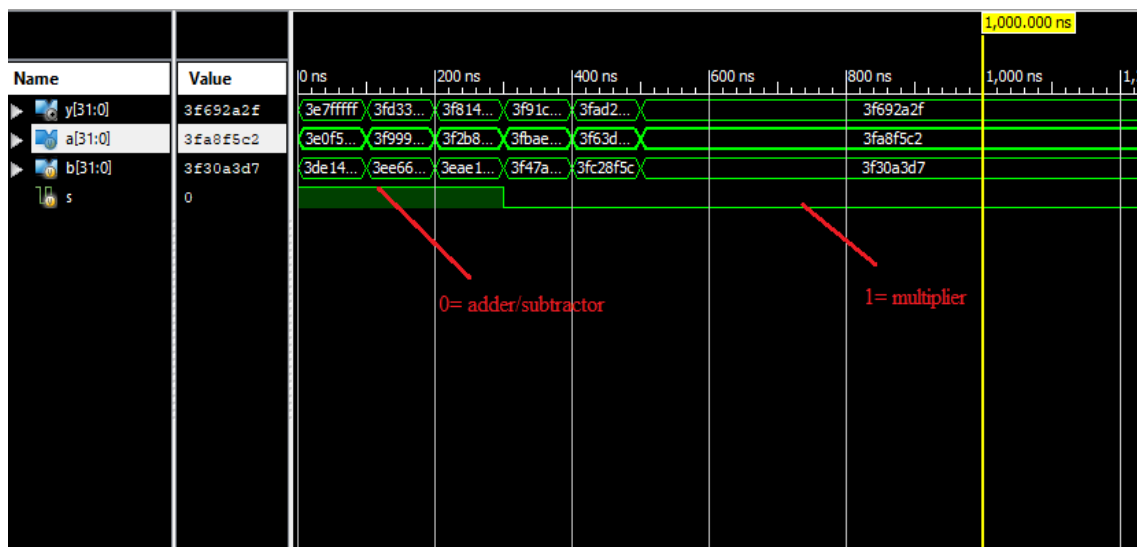 1,000.000 ns
Name Value 0 ns 200 ns 400 ns 600 ns 800 ns 1,000 ns 1,
y[31:0] 3f692a2f 3e7fffff 3fd33... 3f814... 3f91c... 3fad2... 3f692a2f
a[31:0] 3fa8f5c2 3e0f5... 3f999... 3f2b8... 3fbae... 3f63d... 3fa8f5c2
b[31:0] 3f30a3d7 3de14... 3ee66... 3eae1... 3f47a... 3fc28f5c 3f30a3d7
s 0
0= adder/subtractor
1= multiplier